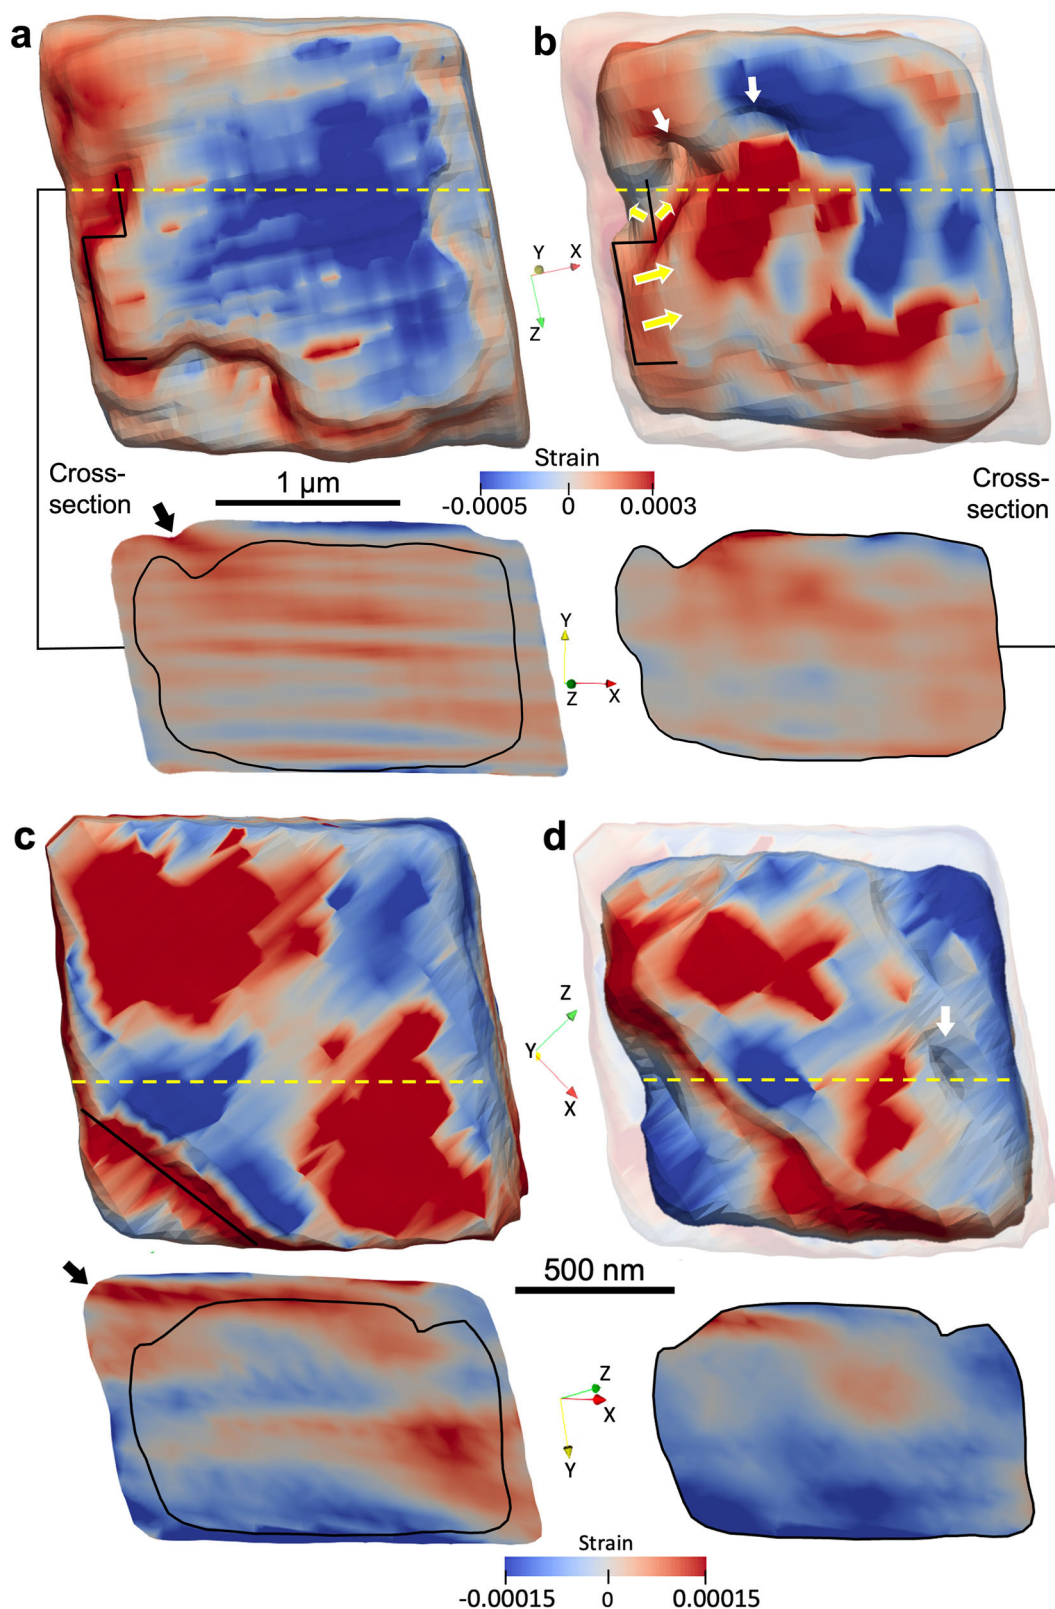 a
b
Y
X
Z
Cross-
section
1 µm
Strain
-0.0005 0 0.0003
Cross-
section
Y
Z
X
c
d
Z
Y
X
500 nm
Z
X
Y
Strain
-0.00015 0 0.00015